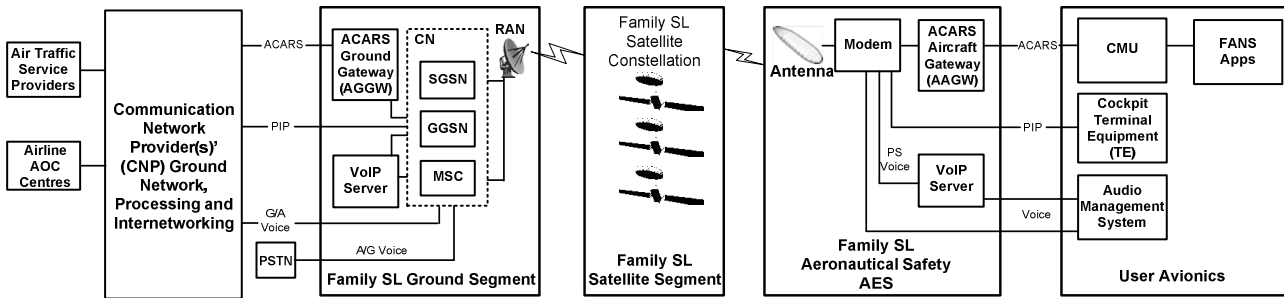 Air Traffic
Service
Providers
Airline
AOC
Centres
Communication
Network
Provider(s)'
(CNP) Ground
Network,
Processing and
Internetworking
ACARS
PIP
G/A
Voice
A/G Voice
PSTN
ACARS
Ground
Gateway
(AGGW)
VoIP
Server
CN
SGSN
GGSN
MSC
RAN
Family SL Ground Segment
Family SL
Satellite
Constellation
Family SL
Satellite Segment
Antenna
Modem
ACARS
Aircraft
Gateway
(AAGW)
PS
Voice
VoIP
Server
Family SL
Aeronautical Safety
AES
ACARS
PIP
Voice
CMU
FANS
Apps
Cockpit
Terminal
Equipment
(TE)
Audio
Management
System
User Avionics